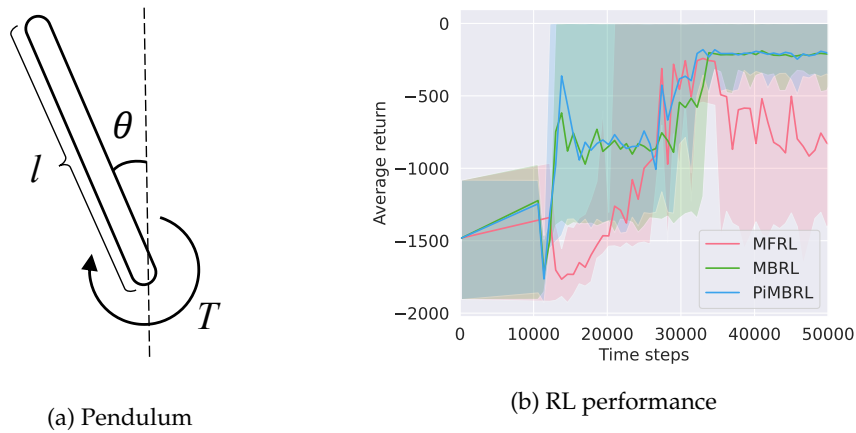 θ
l
T
(a) Pendulum
Average return
−0
−500
−1000
−1500
−2000
0 10000 20000 30000 40000 50000
Time steps
MFRL
MBRL
PiMBRL
(b) RL performance